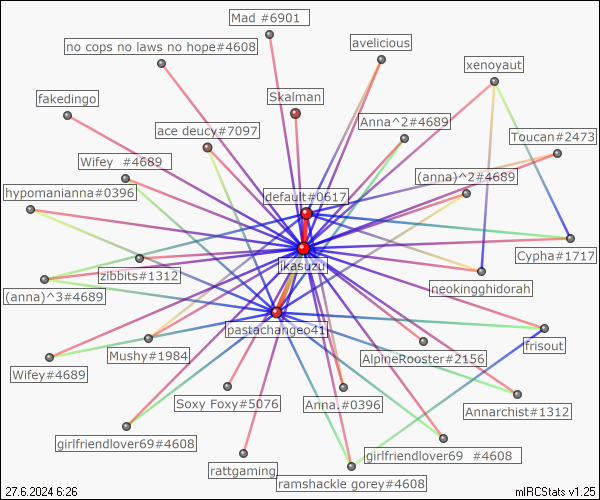 Mad #6901
no cops no laws no hope#4608
avelicious
xenoyaut
fakedingo
Skalman
ace deucy#7097
Anna^2#4689
Toucan#2473
Wifey #4689
(anna)^2#4689
hypomanianna#0396
default#0617
Cypha#1717
jkasuzu
zibbits#1312
neokingghidorah
(anna)^3#4689
pastachangeo41
frisout
Mushy#1984
AlpineRooster#2156
Wifey#4689
Soxy Foxy#5076
Anna.#0396
Annarchist#1312
girlfriendlover69#4608
girlfriendlover69 #4608
rattgaming
ramshackle gorey#4608
27.6.2024 6:26
mIRCStats v1.25